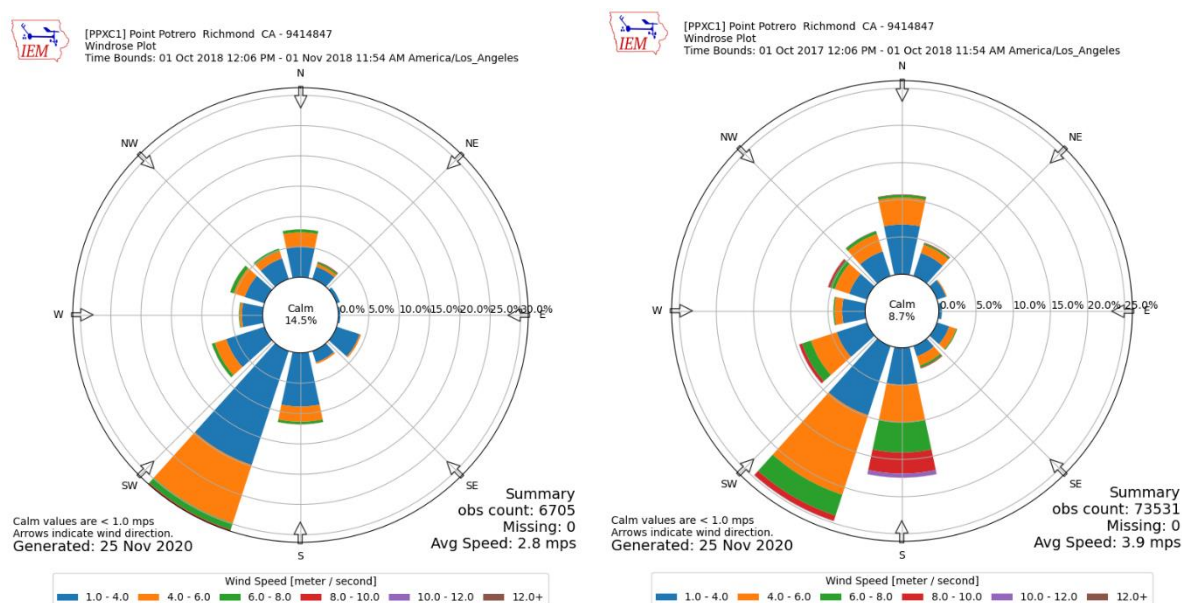 IEM
[PPXC1] Point Potrero Richmond CA - 9414847
Windrose Plot
Time Bounds: 01 Oct 2018 12:06 PM - 01 Nov 2018 11:54 AM America/Los_Angeles
N
NW
NE
W
Calm
14.5%
0.0% 5.0% 10.0% 15.0% 20.0% 25.0% 30.0%
E
SW
SE
S
Calm values are < 1.0 mps
Arrows indicate wind direction.
Generated: 25 Nov 2020
Summary
obs count: 6705
Missing: 0
Avg Speed: 2.8 mps
Wind Speed [meter / second]
1.0 - 4.0 4.0 - 6.0 6.0 - 8.0 8.0 - 10.0 10.0 - 12.0 12.0+
IEM
[PPXC1] Point Potrero Richmond CA - 9414847
Windrose Plot
Time Bounds: 01 Oct 2017 12:06 PM - 01 Oct 2018 11:54 AM America/Los_Angeles
N
NW
NE
W
Calm
8.7%
0.0% 5.0% 10.0% 15.0% 20.0% 25.0%
E
SW
SE
S
Calm values are < 1.0 mps
Arrows indicate wind direction.
Generated: 25 Nov 2020
Summary
obs count: 73531
Missing: 0
Avg Speed: 3.9 mps
Wind Speed [meter / second]
1.0 - 4.0 4.0 - 6.0 6.0 - 8.0 8.0 - 10.0 10.0 - 12.0 12.0+